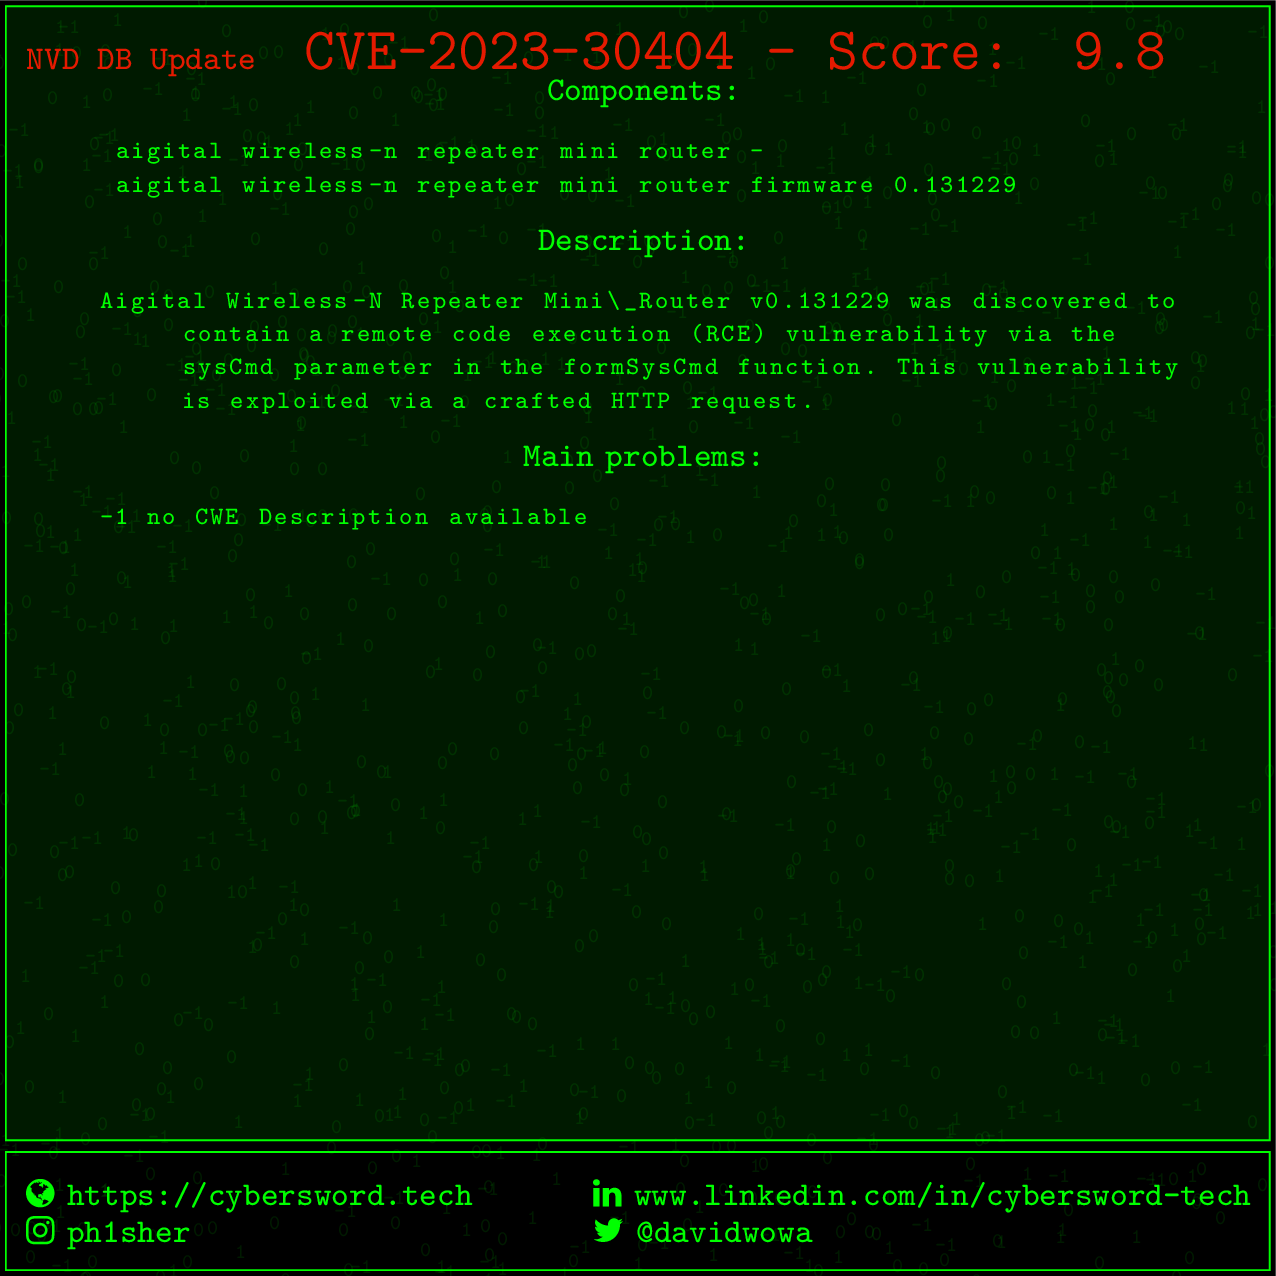 NVD DB Update CVE-2023-30404 - Score: 9.8
Components:
aigital wireless-n repeater mini router -
aigital wireless-n repeater mini router firmware 0.131229
Description:
Aigital Wireless-N Repeater Mini\_Router v0.131229 was discovered to
contain a remote code execution (RCE) vulnerability via the
sysCmd parameter in the formSysCmd function. This vulnerability
is exploited via a crafted HTTP request.
Main problems:
-1 no CWE Description available
https://cybersword.tech www.linkedin.com/in/cybersword-tech
ph1sher @davidwowa